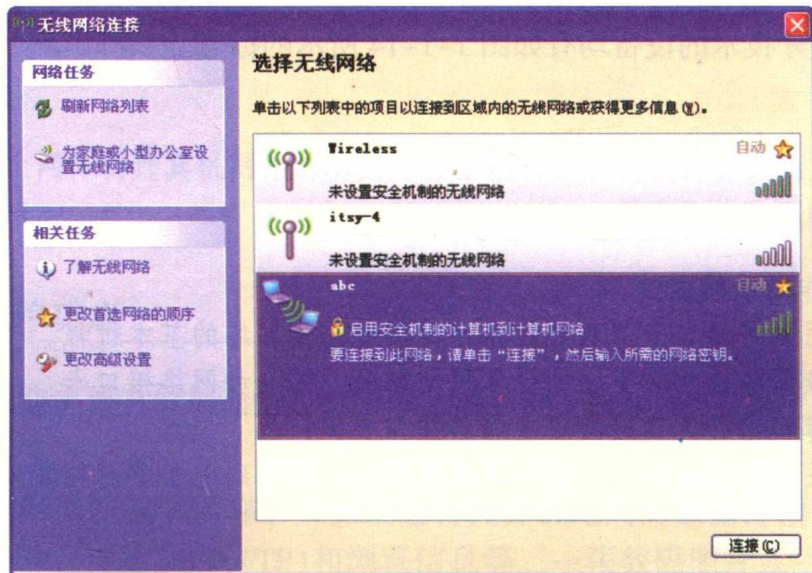 无线网络连接
网络任务
刷新网络列表
为家庭或小型办公室设
置无线网络
相关任务
了解无线网络
更改首选网络的顺序
更改高级设置
选择无线网络
单击以下列表中的项目以连接到区域内的无线网络或获得更多信息(W)。
Wireless
自动
未设置安全机制的无线网络
itsy-4
未设置安全机制的无线网络
abc
自动
启用安全机制的计算机到计算机网络
要连接到此网络，请单击“连接”，然后输入所需的网络密钥。
连接(C)